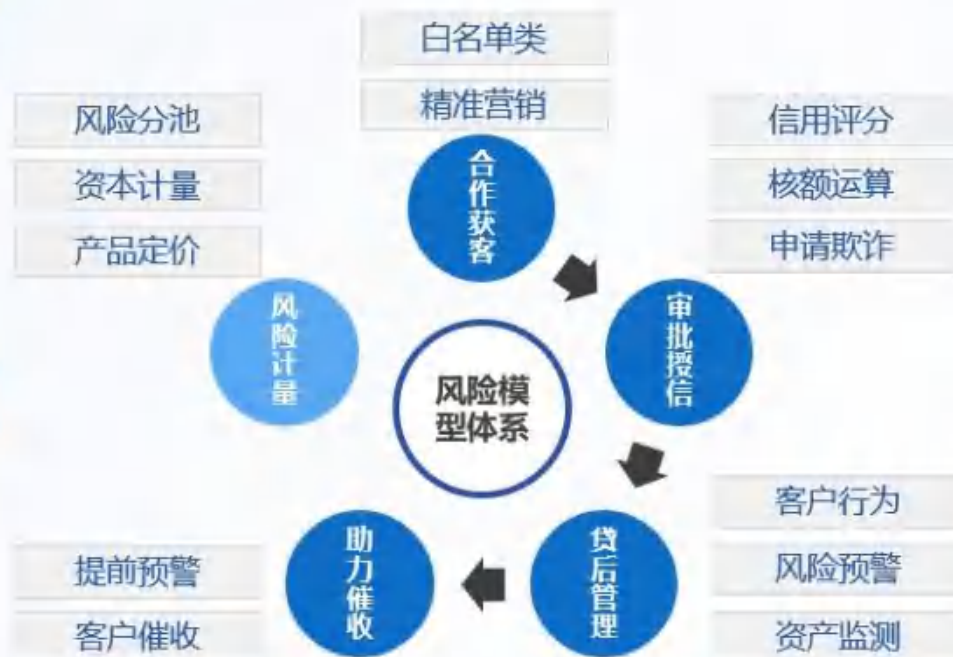 白名单类
精准营销
合作获客
风险分池
资本计量
产品定价
风险计量
信用评分
核额运算
申请欺诈
审批授信
风险模
型体系
客户行为
风险预警
资产监测
贷后管理
助力催收
提前预警
客户催收